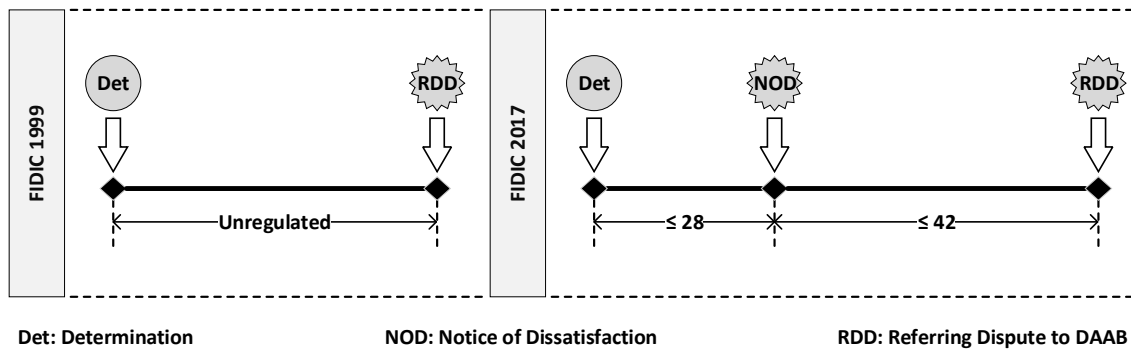 FIDIC 1999
Det
RDD
Unregulated
FIDIC 2017
Det
NOD
RDD
≤ 28
≤ 42
Det: Determination
NOD: Notice of Dissatisfaction
RDD: Referring Dispute to DAAB